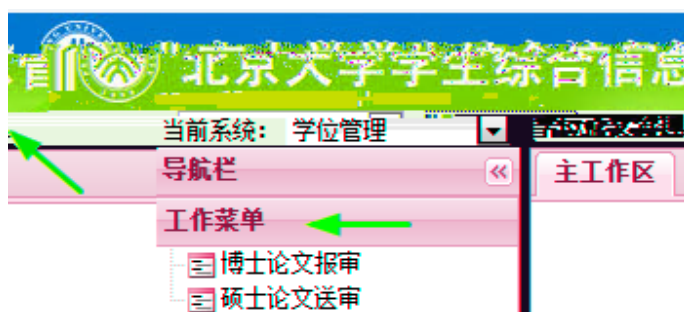 北京大学学生综合信息
当前系统： 学位管理
导航栏
主工作区
工作菜单
博士论文报审
硕士论文送审